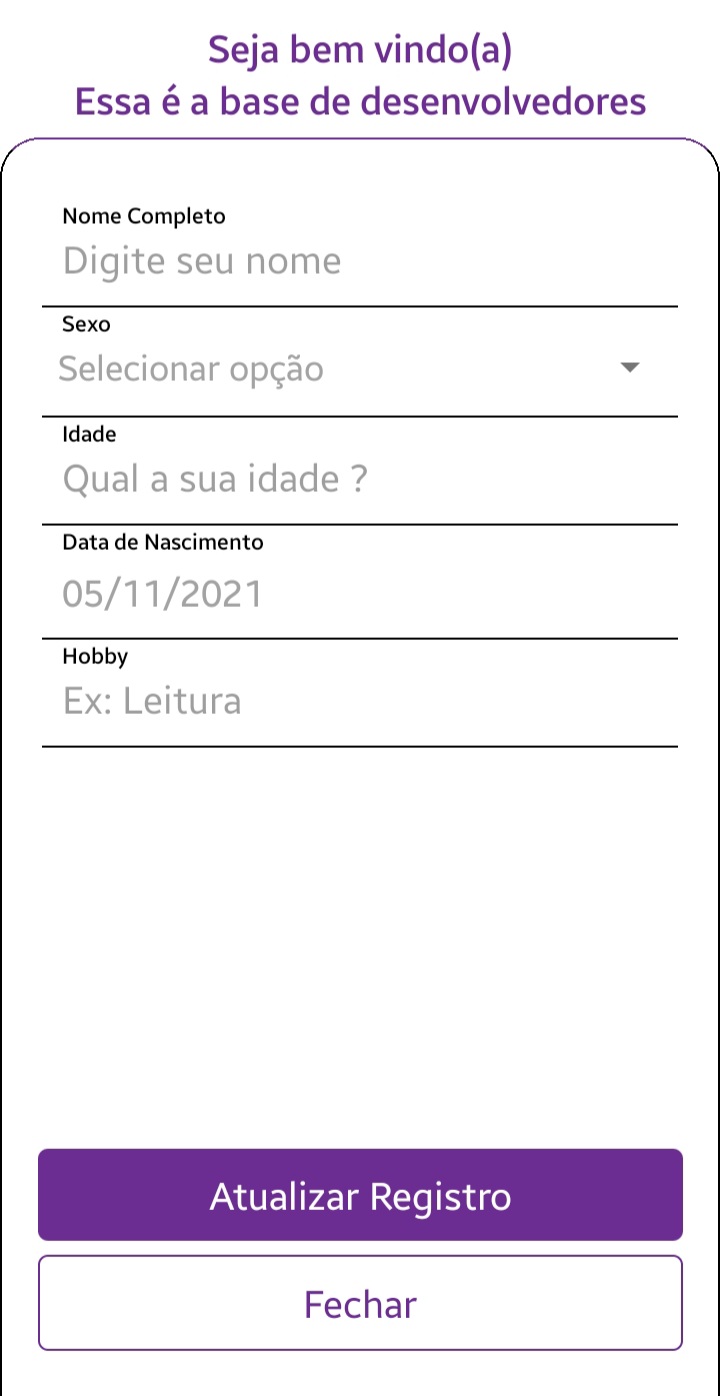 Seja bem vindo(a)
Essa é a base de desenvolvedores
Nome Completo
Digite seu nome
Sexo
Selecionar opção
Idade
Qual a sua idade ?
Data de Nascimento
05/11/2021
Hobby
Ex: Leitura
Atualizar Registro
Fechar